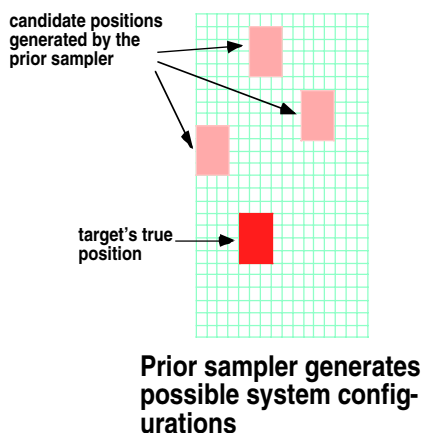 candidate positions
generated by the
prior sampler
target's true
position
Prior sampler generates
possible system config-
urations